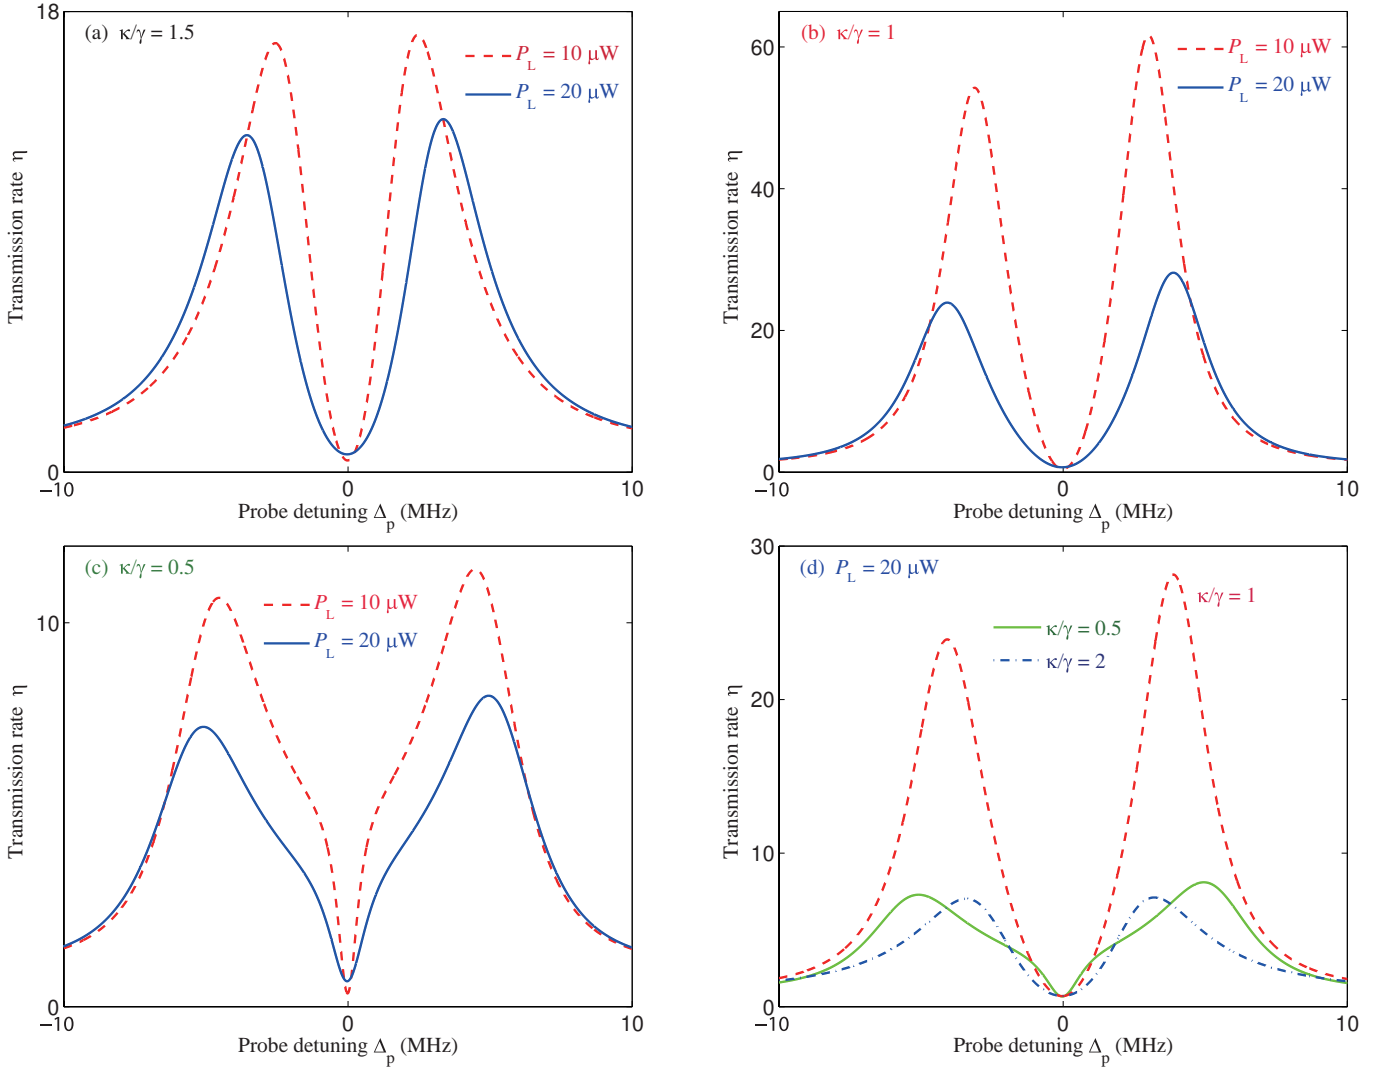 18
(a) κ/γ = 1.5
P_L = 10 μW
P_L = 20 μW
Transmission rate η
0
−10 0 10
Probe detuning Δ_p (MHz)
60
(b) κ/γ = 1
P_L = 10 μW
P_L = 20 μW
40
Transmission rate η
20
0
−10 0 10
Probe detuning Δ_p (MHz)
(c) κ/γ = 0.5
P_L = 10 μW
P_L = 20 μW
10
Transmission rate η
0
−10 0 10
Probe detuning Δ_p (MHz)
30
(d) P_L = 20 μW
κ/γ = 1
κ/γ = 0.5
κ/γ = 2
20
Transmission rate η
10
0
−10 0 10
Probe detuning Δ_p (MHz)